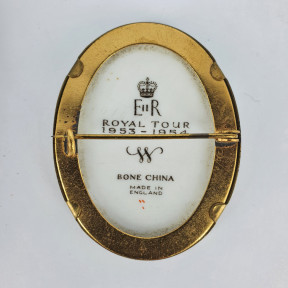 EIIR
ROYAL TOUR
1953 - 1954
W
BONE CHINA
MADE IN
ENGLAND